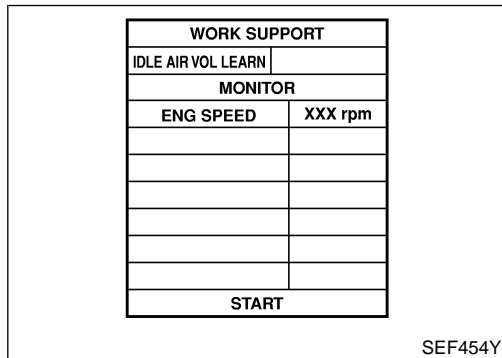 WORK SUPPORT
IDLE AIR VOL LEARN
MONITOR
ENG SPEED XXX rpm
START
SEF454Y